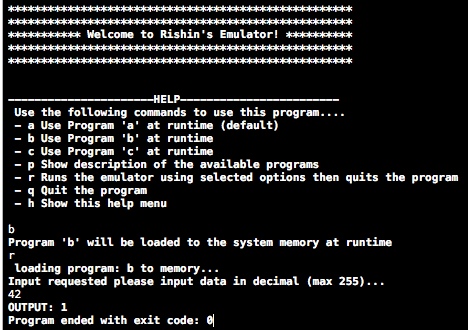 ****************************************************
****************************************************
*********** Welcome to Rishin's Emulator! **********
****************************************************
****************************************************
----------------------HELP------------------------
Use the following commands to use this program....
- a Use Program 'a' at runtime (default)
- b Use Program 'b' at runtime
- c Use Program 'c' at runtime
- p Show description of the available programs
- r Runs the emulator using selected options then quits the program
- q Quit the program
- h Show this help menu
b
Program 'b' will be loaded to the system memory at runtime
r
loading program: b to memory...
Input requested please input data in decimal (max 255)...
42
OUTPUT: 1
Program ended with exit code: 0